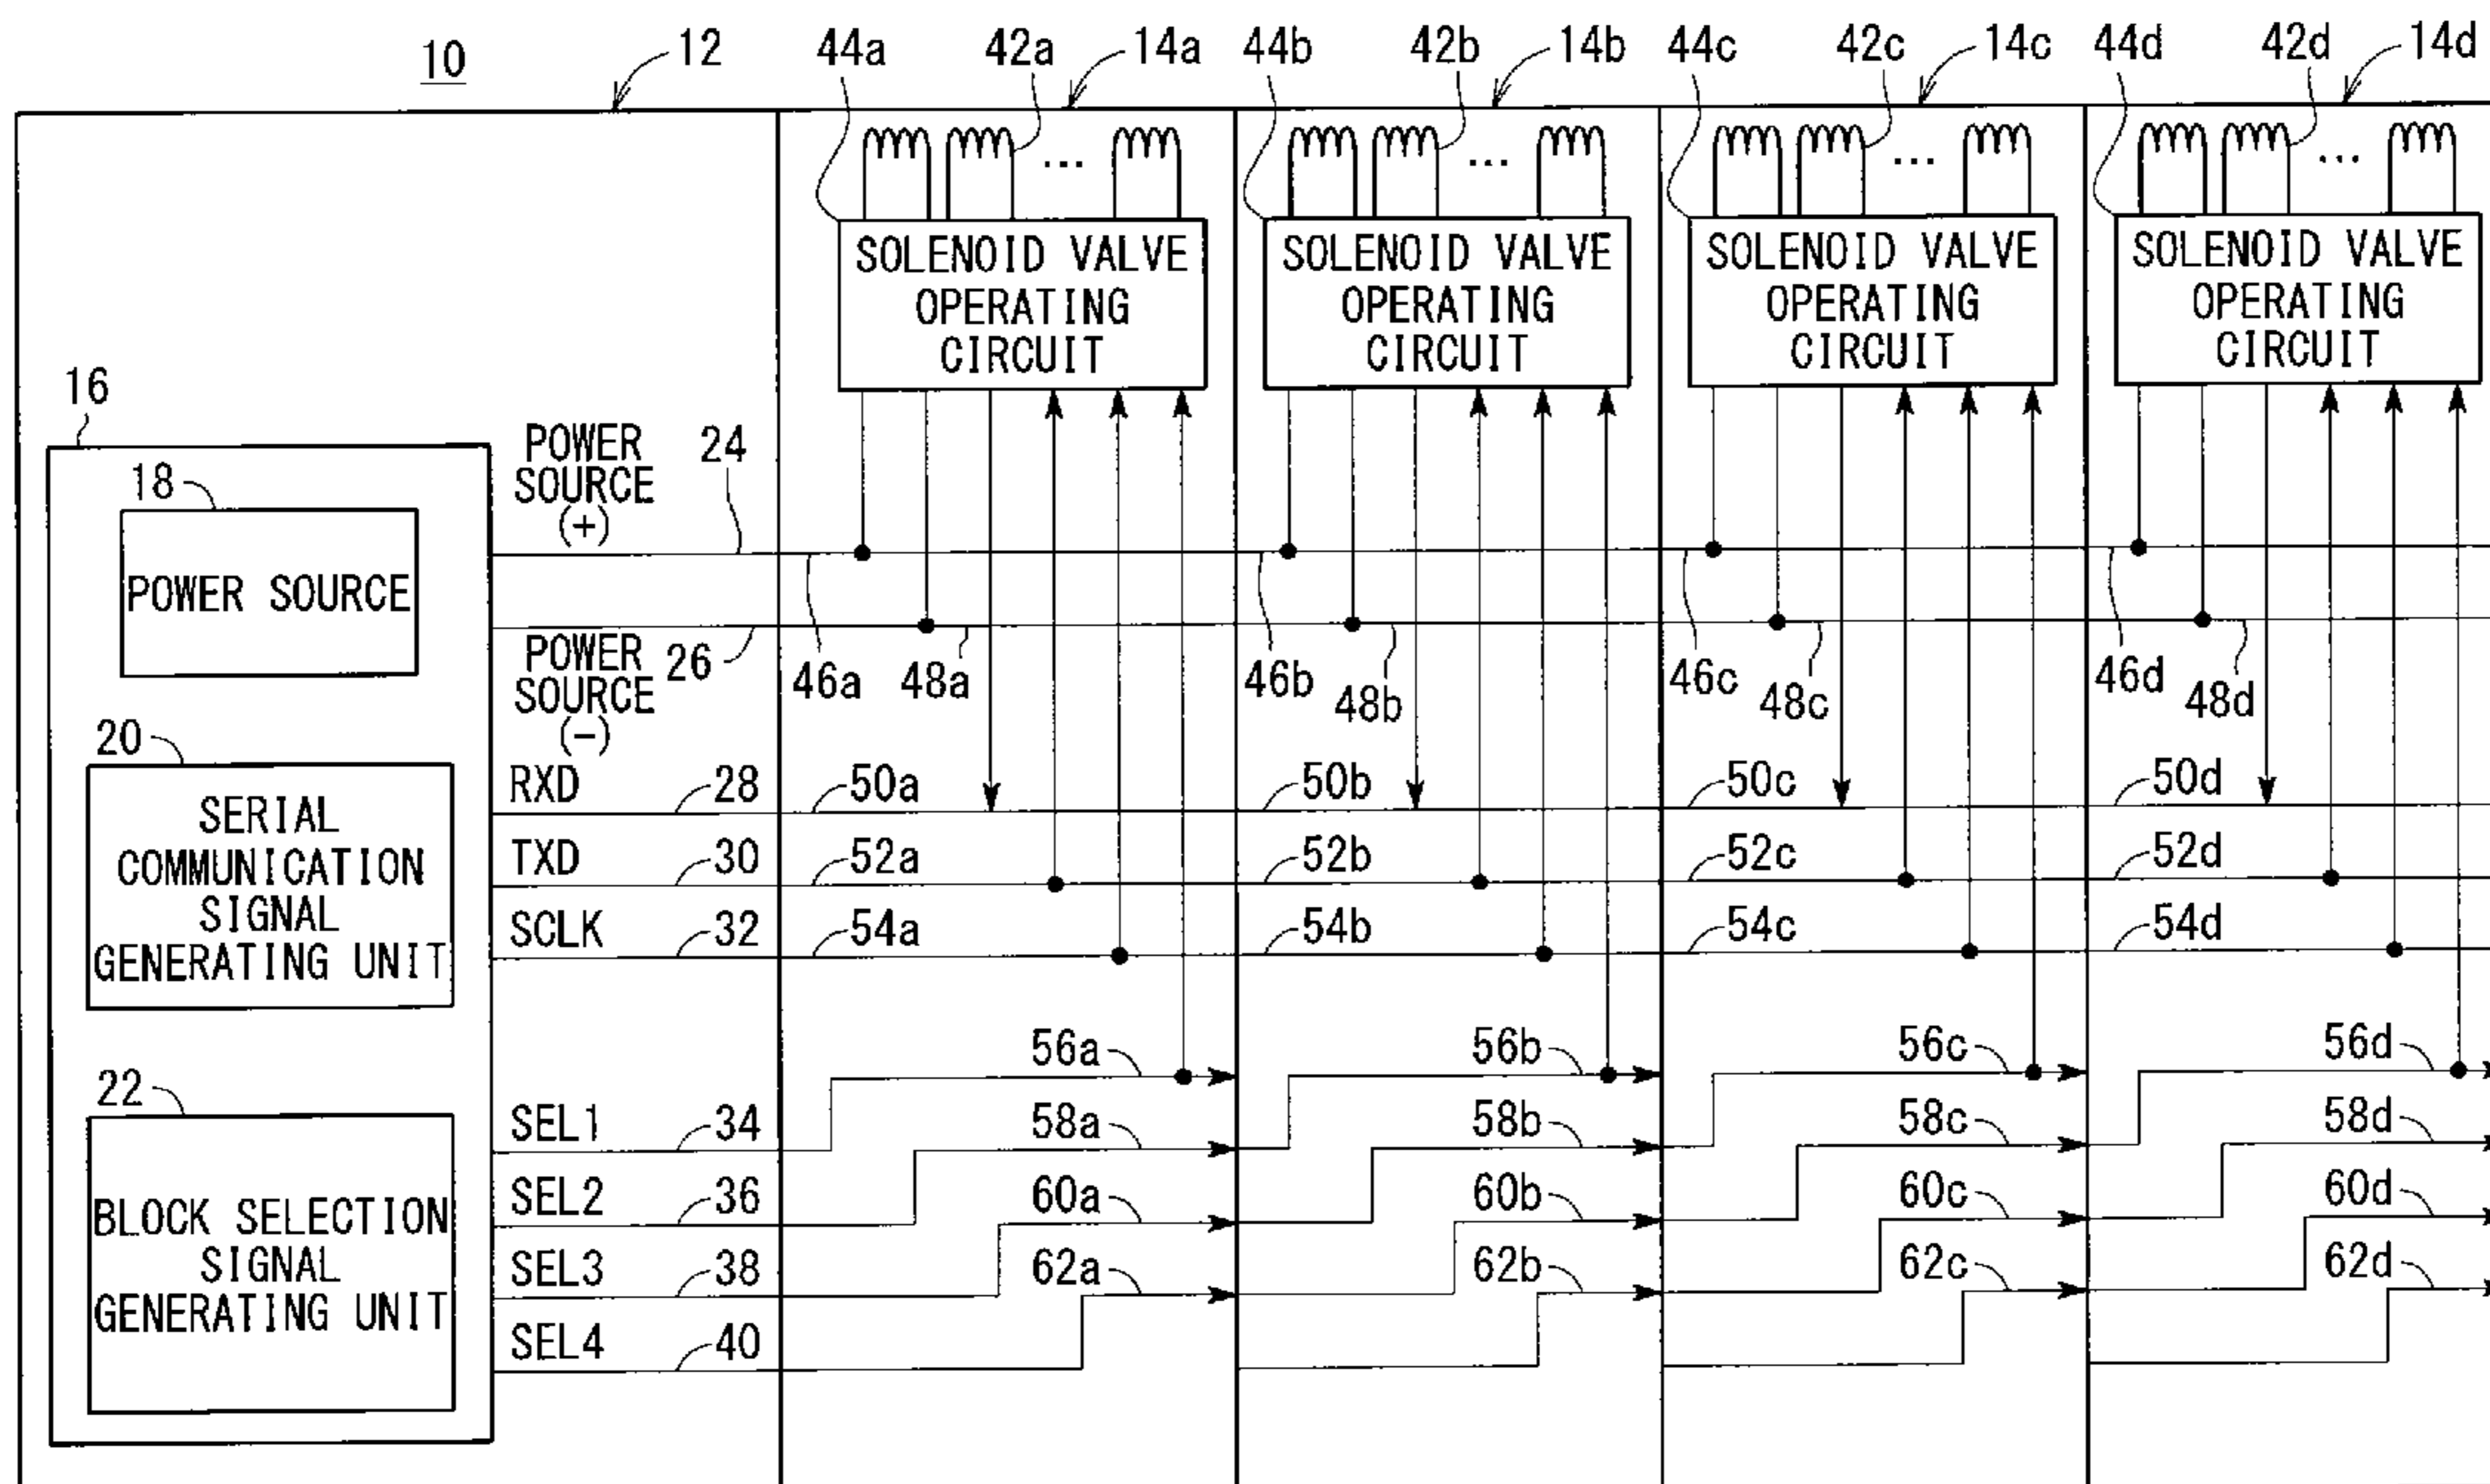 10
12
44a 42a 14a 44b 42b 14b 44c 42c 14c 44d 42d 14d
SOLENOID VALVE
OPERATING
CIRCUIT
SOLENOID VALVE
OPERATING
CIRCUIT
SOLENOID VALVE
OPERATING
CIRCUIT
SOLENOID VALVE
OPERATING
CIRCUIT
16
18
POWER SOURCE
20
SERIAL
COMMUNICATION
SIGNAL
GENERATING UNIT
22
BLOCK SELECTION
SIGNAL
GENERATING UNIT
POWER
SOURCE
(+)
24
POWER
SOURCE
(-)
26
46a 48a 46b 48b 46c 48c 46d 48d
RXD 28 50a 50b 50c 50d
TXD 30 52a 52b 52c 52d
SCLK 32 54a 54b 54c 54d
56a 56b 56c 56d
SEL1 34 58a 58b 58c 58d
SEL2 36 60a 60b 60c 60d
SEL3 38 62a 62b 62c 62d
SEL4 40